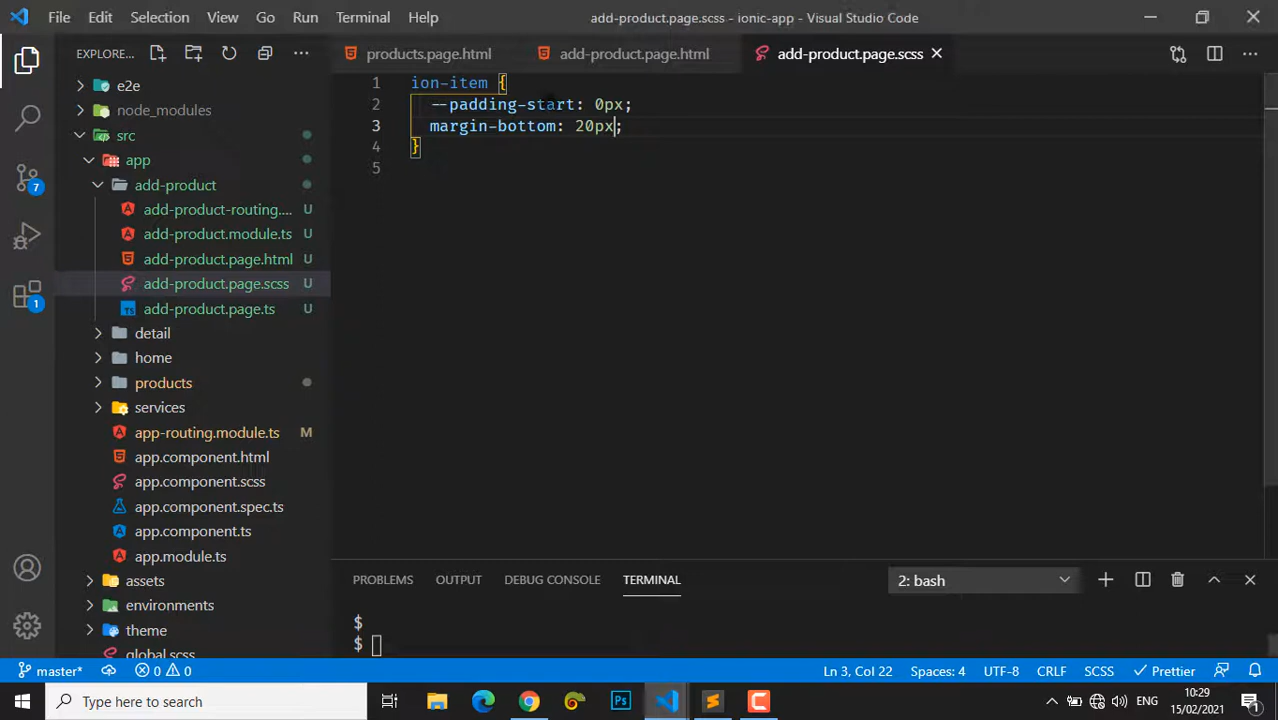 File Edit Selection View Go Run Terminal Help add-product.page.scss - ionic-app - Visual Studio Code
EXPLORE... products.page.html add-product.page.html add-product.page.scss
e2e
node_modules
src
app
add-product
add-product-routing.... U
add-product.module.ts U
add-product.page.html U
add-product.page.scss U
add-product.page.ts U
detail
home
products
services
app-routing.module.ts M
app.component.html
app.component.scss
app.component.spec.ts
app.component.ts
app.module.ts
assets
environments
theme
global.scss
7
1
1 ion-item {
2 --padding-start: 0px;
3 margin-bottom: 20px;
4 }
5
PROBLEMS OUTPUT DEBUG CONSOLE TERMINAL 2: bash
$
$
master* 0 0 Ln 3, Col 22 Spaces: 4 UTF-8 CRLF SCSS Prettier
Type here to search ENG 10:29 15/02/2021 1